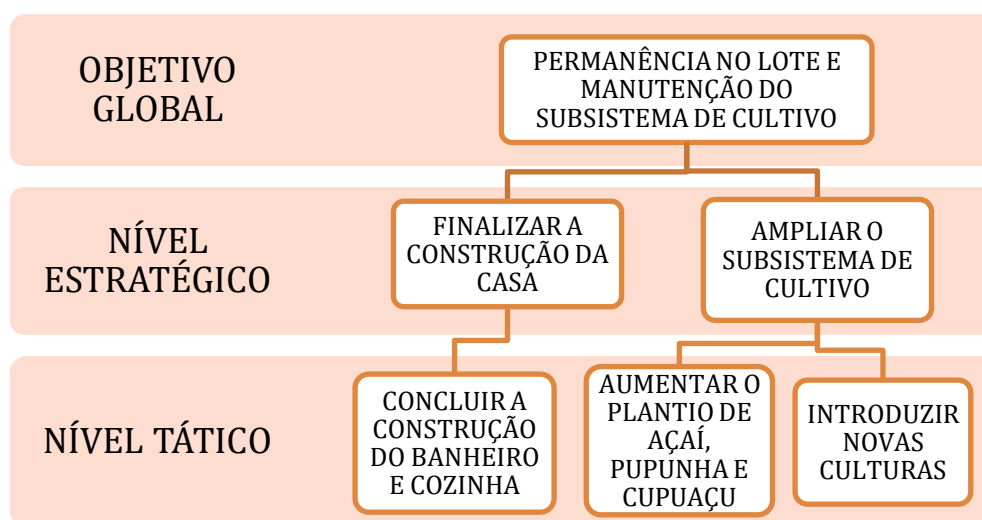 OBJETIVO
GLOBAL
PERMANÊNCIA NO LOTE E
MANUTENÇÃO DO
SUBSISTEMA DE CULTIVO
NÍVEL
ESTRATÉGICO
FINALIZAR A
CONSTRUÇÃO DA
CASA
AMPLIAR O
SUBSISTEMA DE
CULTIVO
NÍVEL TÁTICO
CONCLUIR A
CONSTRUÇÃO
DO BANHEIRO
E COZINHA
AUMENTAR O
PLANTIO DE
AÇAÍ,
PUPUNHA E
CUPUAÇU
INTRODUZIR
NOVAS
CULTURAS